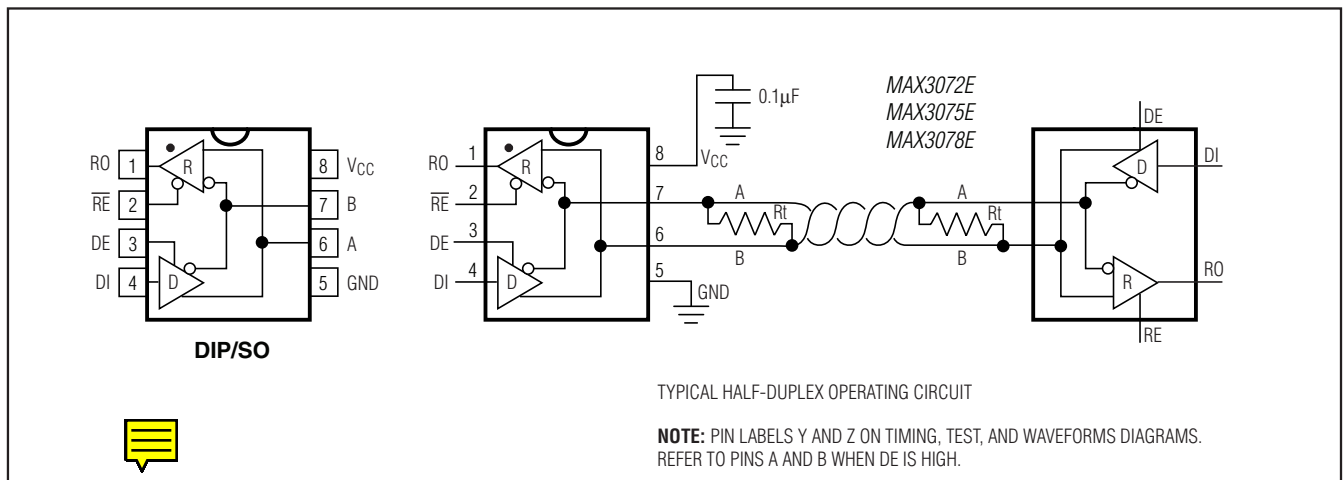 0.1µF
MAX3072E
MAX3075E
MAX3078E
DE
RO 1
8 VCC
RE 2
7 B
DE 3
6 A
DI 4
5 GND
R
D
DIP/SO
RO 1
RE 2
DE 3
DI 4
R
D
8 VCC
7 A
Rt
6 B
5 GND
A
Rt
B
D
DI
R
RO
RE
TYPICAL HALF-DUPLEX OPERATING CIRCUIT
NOTE: PIN LABELS Y AND Z ON TIMING, TEST, AND WAVEFORMS DIAGRAMS.
REFER TO PINS A AND B WHEN DE IS HIGH.